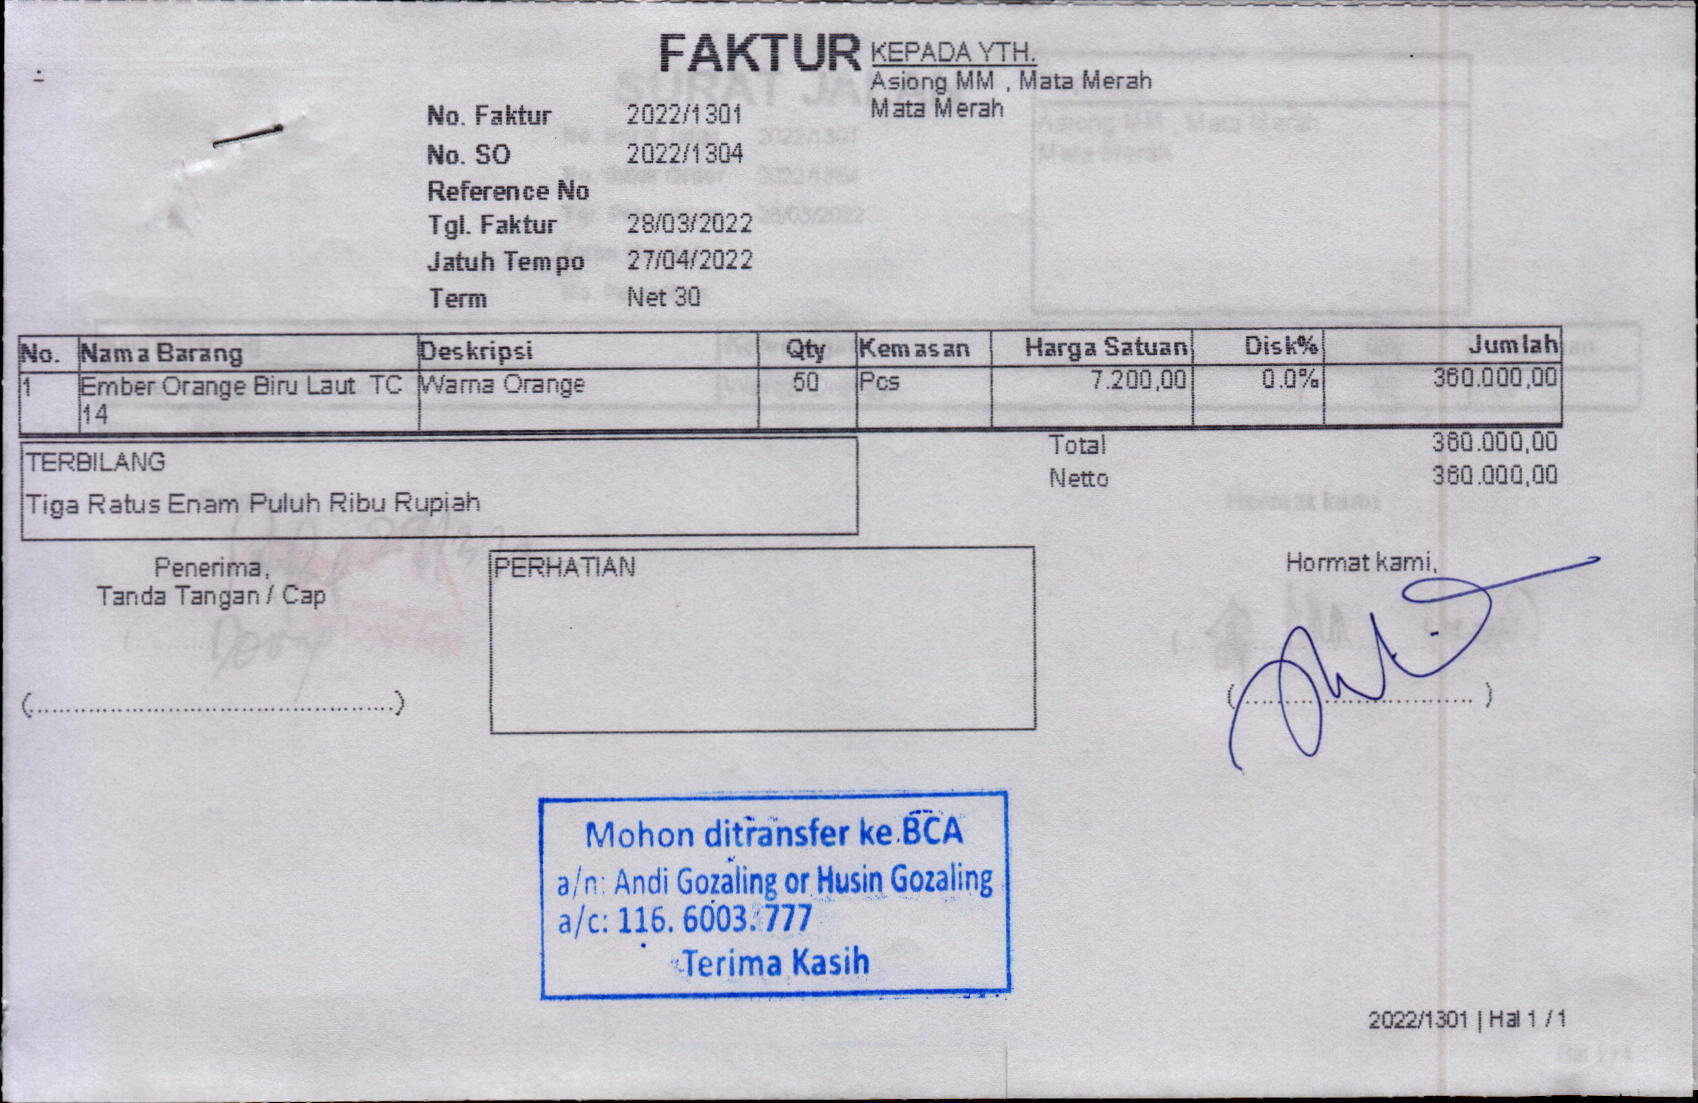 FAKTUR
KEPADA YTH.
Asiong MM , Mata Merah
Mata Merah
No. Faktur 2022/1301
No. SO 2022/1304
Reference No
Tgl. Faktur 28/03/2022
Jatuh Tempo 27/04/2022
Term Net 30
No. Nama Barang Deskripsi Qty Kemasan Harga Satuan Disk% Jumlah
1 Ember Orange Biru Laut TC Warna Orange 50 Pcs 7.200,00 0.0% 360.000,00
14
Total 360.000,00
Netto 360.000,00
TERBILANG
Tiga Ratus Enam Puluh Ribu Rupiah
Penerima,
Tanda Tangan / Cap
(..............................................)
PERHATIAN
Hormat kami,
(.............................. )
Mohon ditransfer ke.BCA
a/n: Andi Gozaling or Husin Gozaling
a/c: 116. 6003.777
Terima Kasih
2022/1301 | Hal 1 / 1